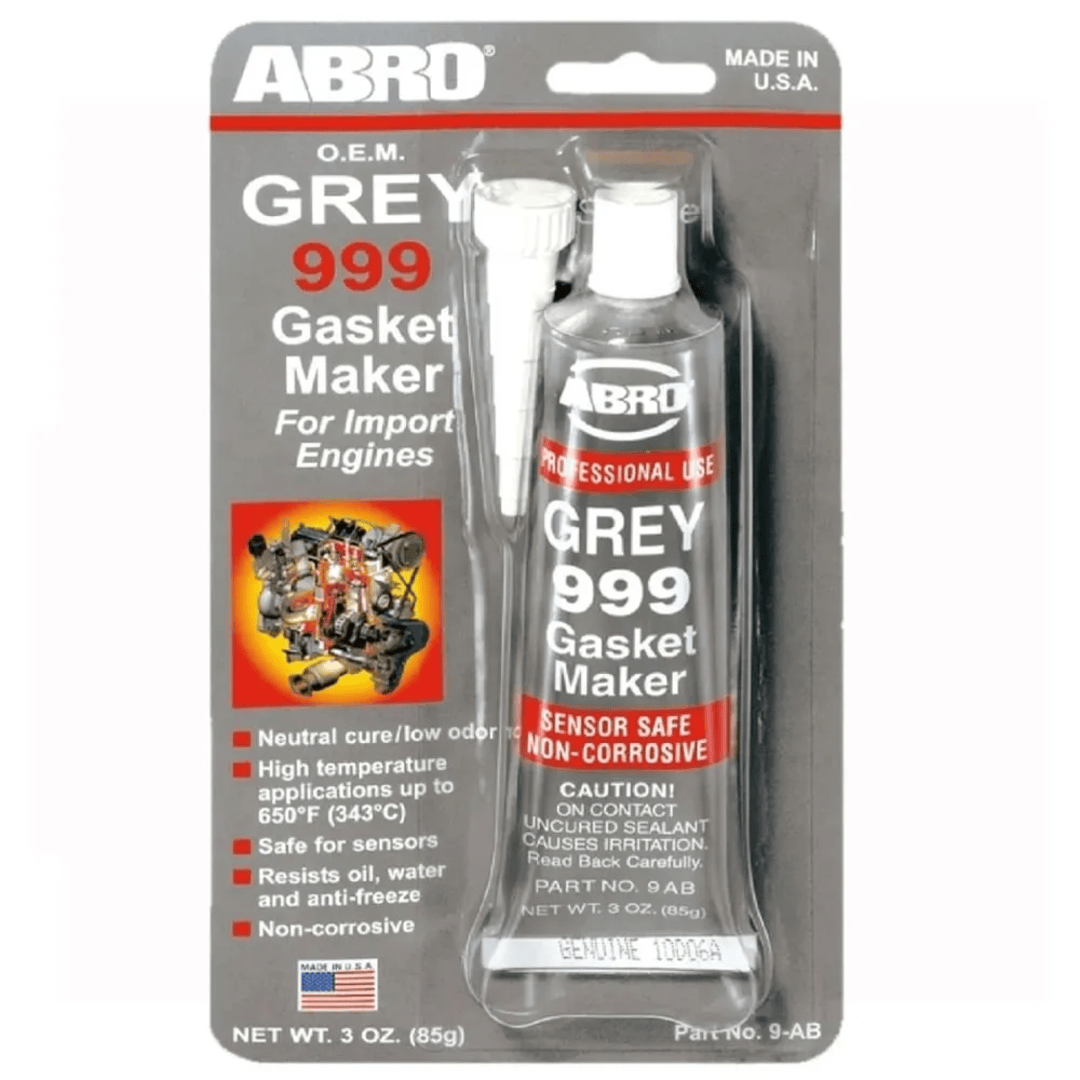 ABRO®
MADE IN
U.S.A.
O.E.M.
GREY
999
Gasket
Maker
For Import
Engines
Neutral cure/low odor
High temperature
applications up to
650°F (343°C)
Safe for sensors
Resists oil, water
and anti-freeze
Non-corrosive
MADE IN U.S.A.
NET WT. 3 OZ. (85g)
ABRO
PROFESSIONAL USE
GREY
999
Gasket
Maker
SENSOR SAFE
NON-CORROSIVE
CAUTION!
ON CONTACT
UNCURED SEALANT
CAUSES IRRITATION.
Read Back Carefully.
PART NO. 9 AB
NET WT. 3 OZ. (85g)
GENUINE 10D06A
Part No. 9-AB